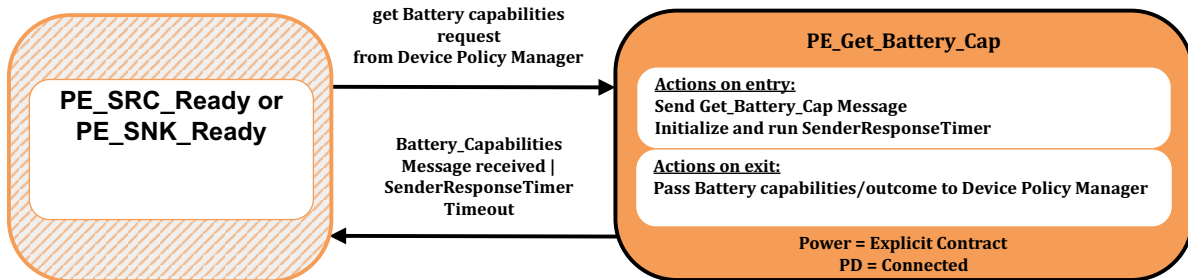 PE_SRC_Ready or
PE_SNK_Ready
get Battery capabilities
request
from Device Policy Manager
Battery_Capabilities
Message received |
SenderResponseTimer
Timeout
PE_Get_Battery_Cap
Actions on entry:
Send Get_Battery_Cap Message
Initialize and run SenderResponseTimer
Actions on exit:
Pass Battery capabilities/outcome to Device Policy Manager
Power = Explicit Contract
PD = Connected